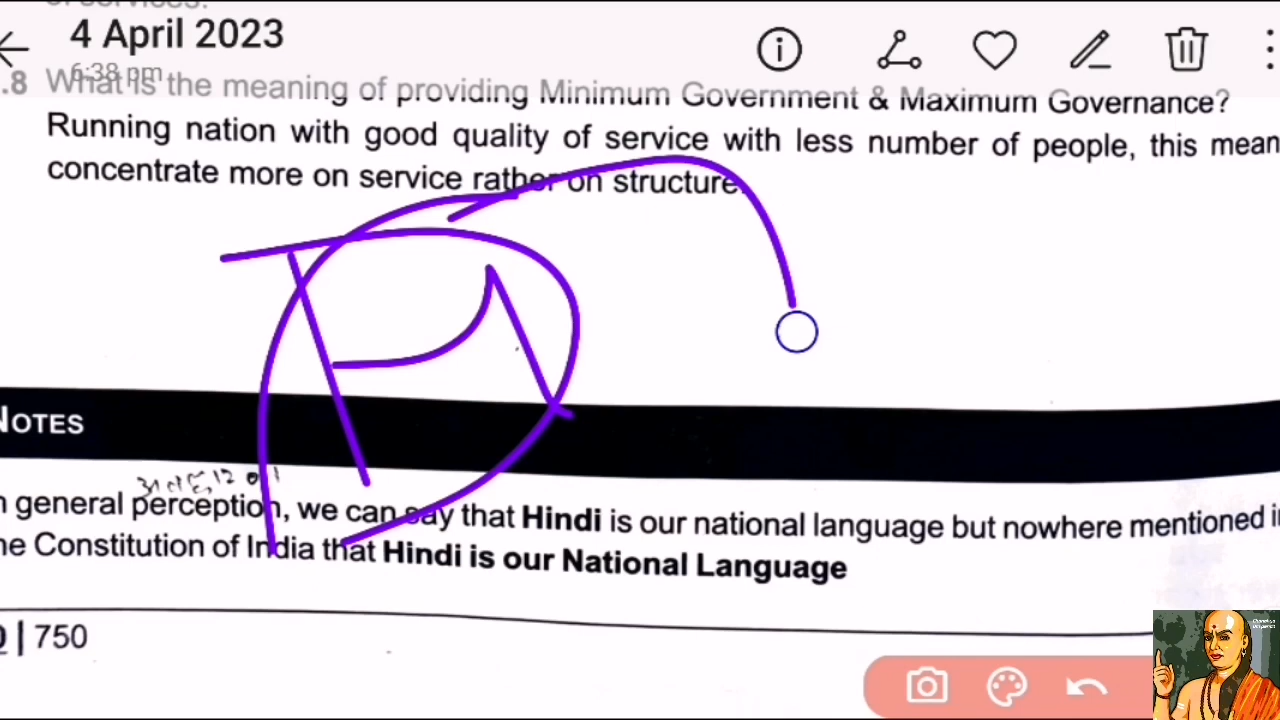 4 April 2023
6:38 pm
.8 What is the meaning of providing Minimum Government & Maximum Governance?
Running nation with good quality of service with less number of people, this mean
concentrate more on service rather on structure.
NOTES
n general perception, we can say that Hindi is our national language but nowhere mentioned i
he Constitution of India that Hindi is our National Language
| 750